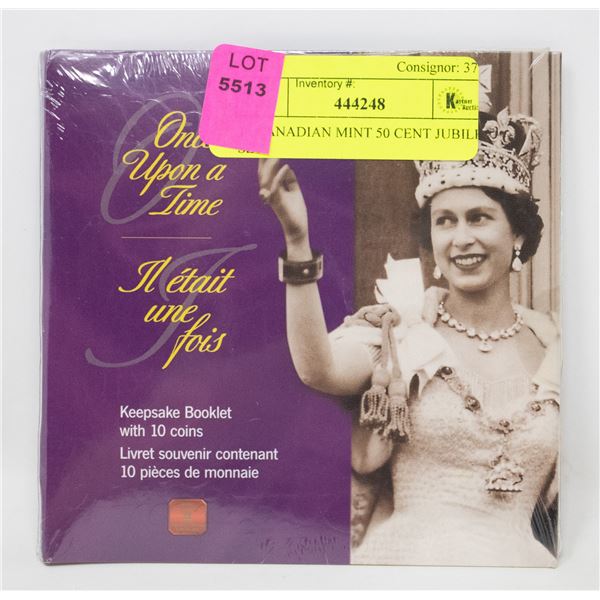 LOT
5513
Consignor: 37
Inventory #:
444248
CANADIAN MINT 50 CENT JUBIL
Upon a
Time
Il était
une
fois
Keepsake Booklet
with 10 coins
Livret souvenir contenant
10 pièces de monnaie